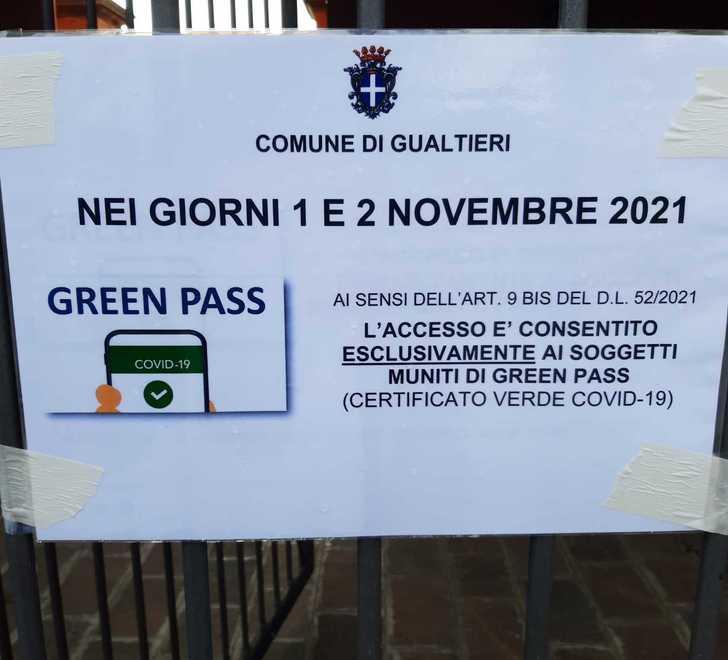 COMUNE DI GUALTIERI
NEI GIORNI 1 E 2 NOVEMBRE 2021
GREEN PASS
COVID-19
AI SENSI DELL'ART. 9 BIS DEL D.L. 52/2021
L'ACCESSO E' CONSENTITO
ESCLUSIVAMENTE AI SOGGETTI
MUNITI DI GREEN PASS
(CERTIFICATO VERDE COVID-19)